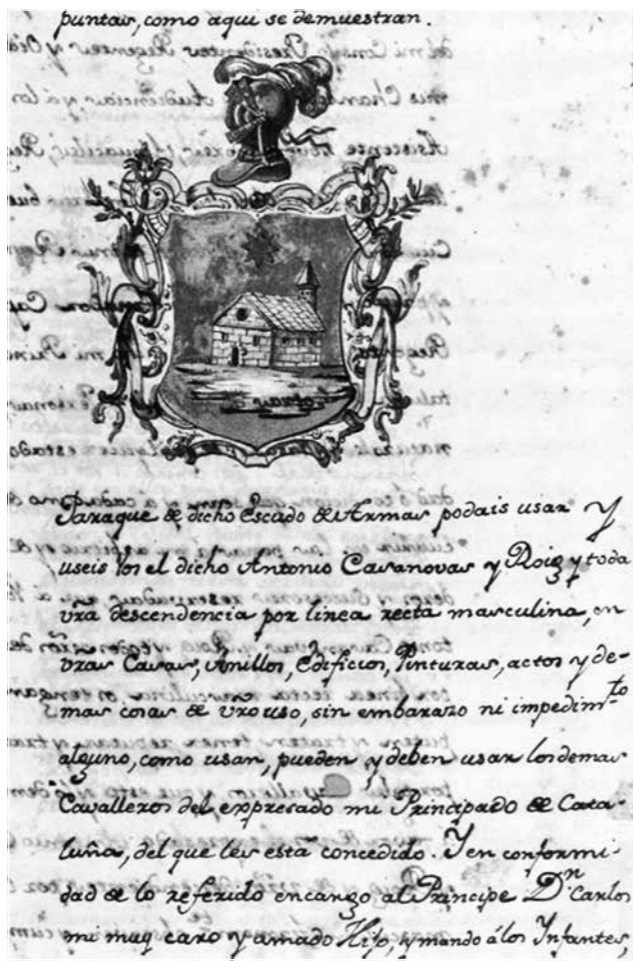 puntas, como aqui se demuestran.
Paraque de dicho Escudo de Armas podais usar y
useis vos el dicho Antonio Casanovas y Roig y toda
vrã descendencia por linea recta masculina, en
vras Casas, Anillos, Edificios, Pinturas, actos y de-
mas cosas de vro uso, sin embarazo ni impedimto
alguno, como usan, pueden y deben usar los demas
Cavalleros del expresado mi Principado de Cata-
luña, del que les esta concedido. Y en conformi-
dad de lo referido encargo al Principe Dn. Carlos
mi muy caro y amado Hijo, y mando á los Infantes,